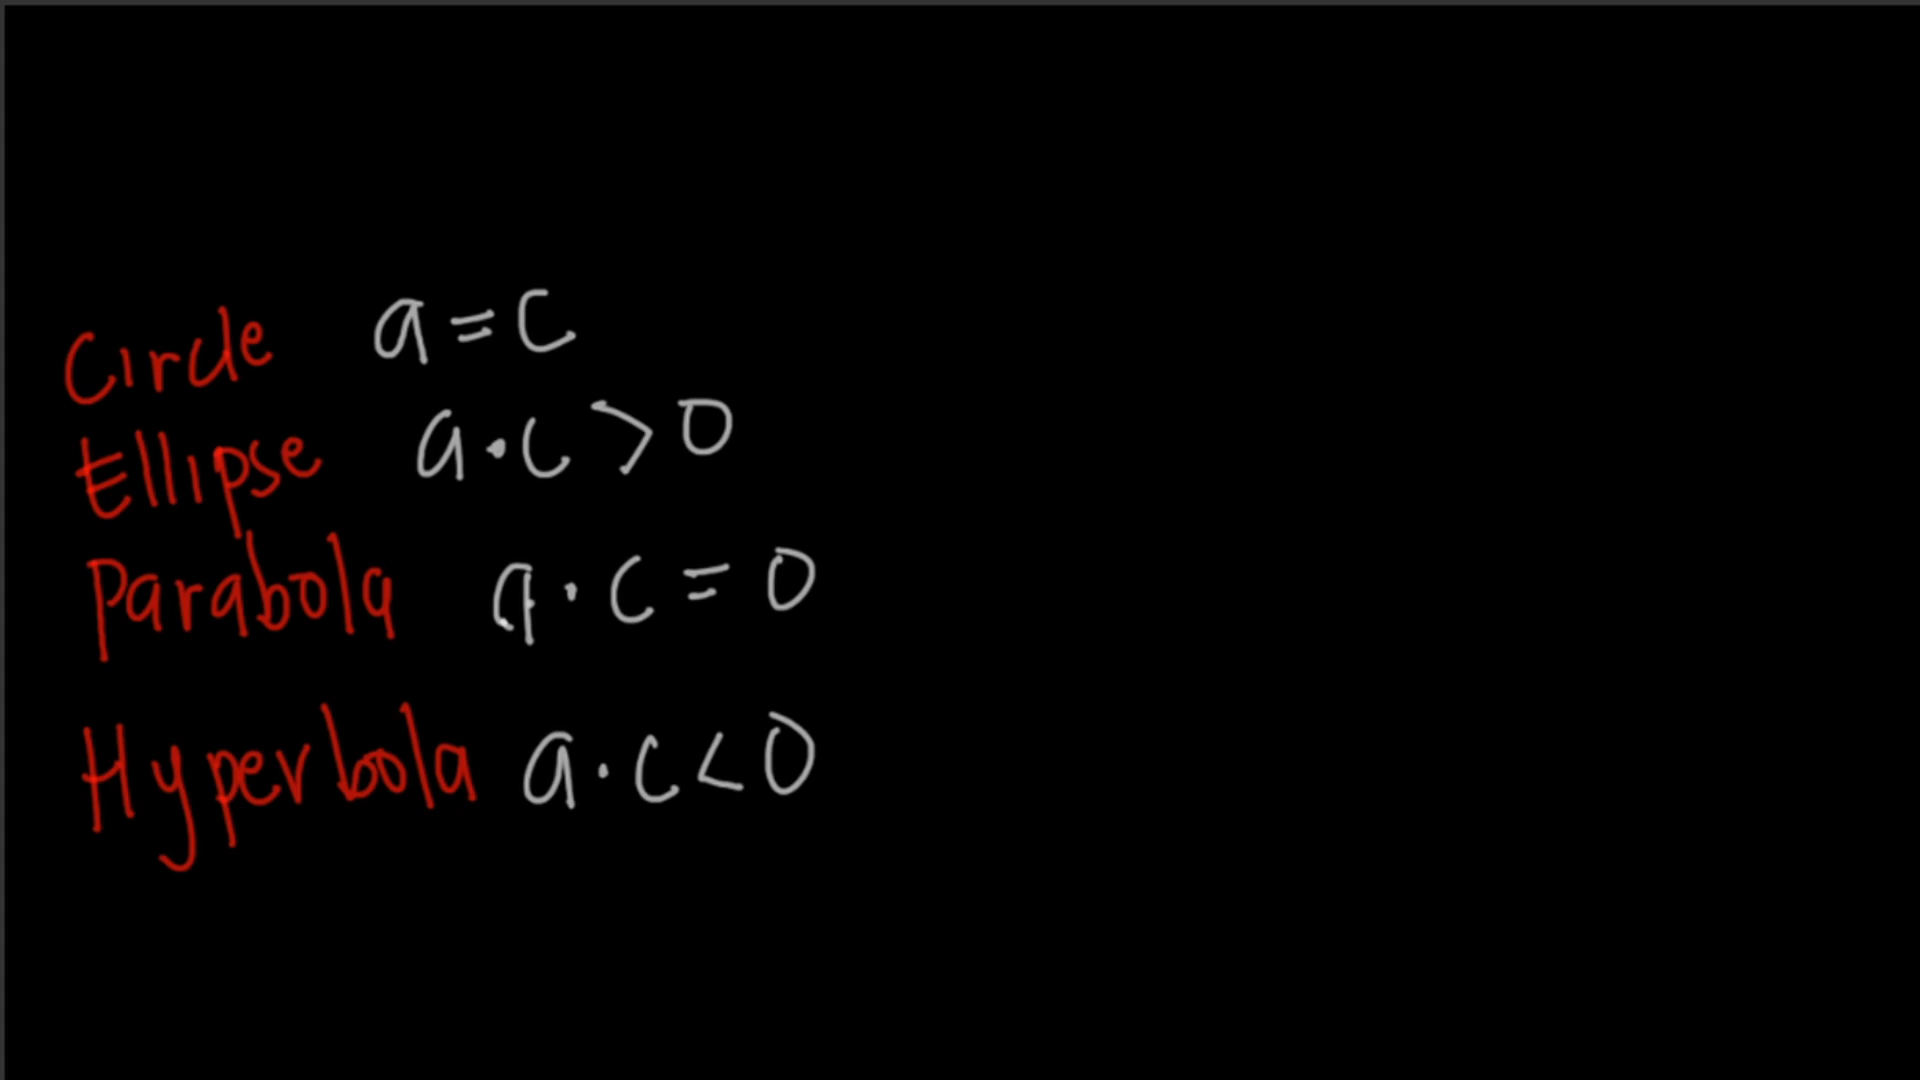 Circle a = c
Ellipse a · c > 0
Parabola a · c = 0
Hyperbola a · c < 0